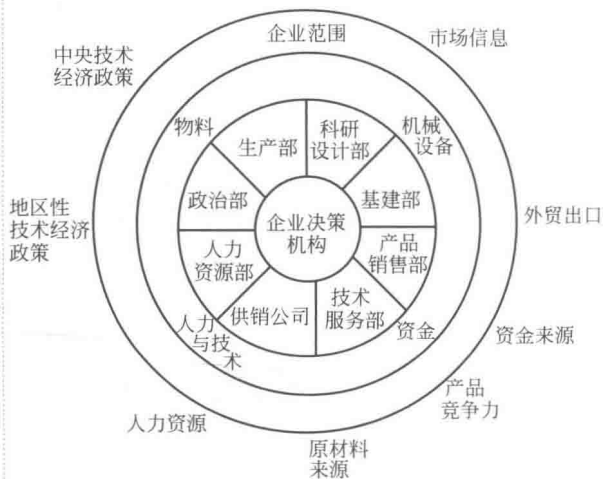 企业范围
市场信息
中央技术
经济政策
物料
机械
设备
生产部
科研
设计部
政治部
基建部
地区性
技术经济
政策
企业决策
机构
外贸出口
人力
资源部
产品
销售部
供销公司
技术
服务部
人力
与技
术
资金
资金来源
产品
竞争力
人力资源
原材料
来源